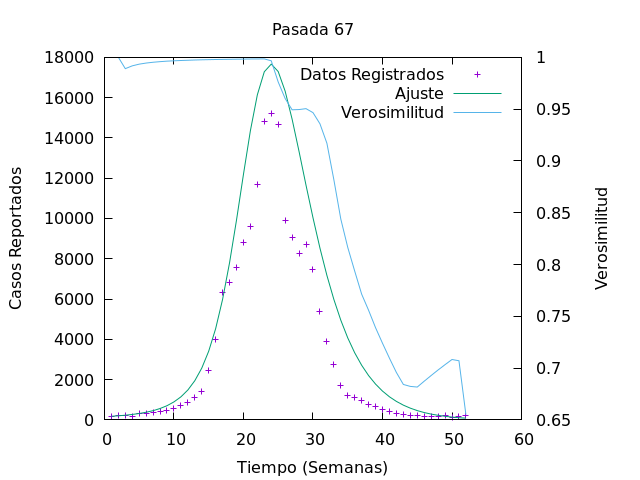 Pasada 67
18000
16000
14000
12000
10000
8000
6000
4000
2000
0
Casos Reportados
Datos Registrados
Ajuste
Verosimilitud
1
0.95
0.9
0.85
0.8
0.75
0.7
0.65
Verosimilitud
0 10 20 30 40 50 60
Tiempo (Semanas)